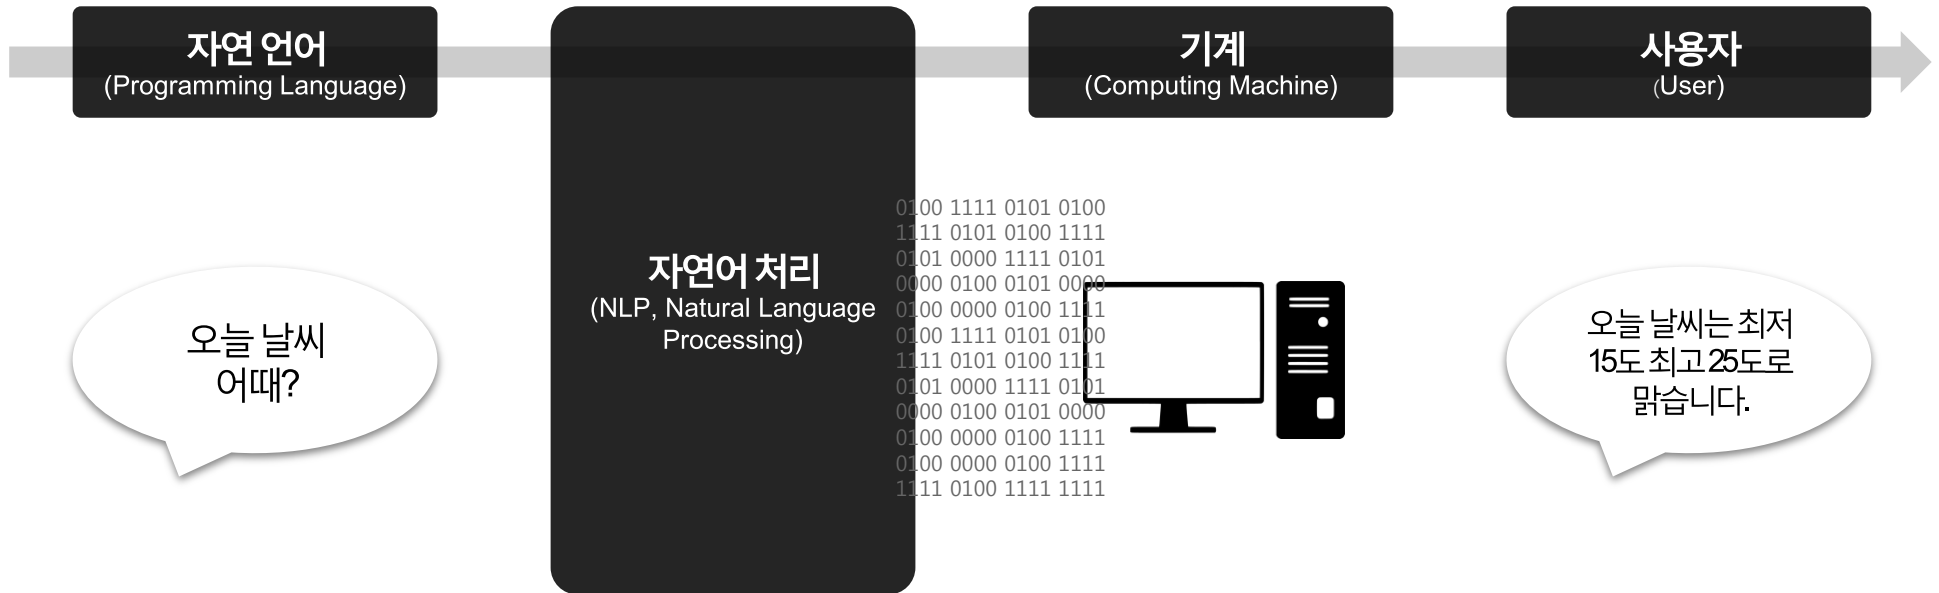 자연 언어
(Programming Language)
오늘 날씨
어때?
자연어 처리
(NLP, Natural Language
Processing)
0100 1111 0101 0100
1111 0101 0100 1111
0101 0000 1111 0101
0000 0100 0101 0000
0100 0000 0100 1111
0100 1111 0101 0100
1111 0101 0100 1111
0101 0000 1111 0101
0000 0100 0101 0000
0100 0000 0100 1111
0100 0000 0100 1111
1111 0100 1111 1111
기계
(Computing Machine)
사용자
(User)
오늘 날씨는 최저
15도 최고 25도로
맑습니다.